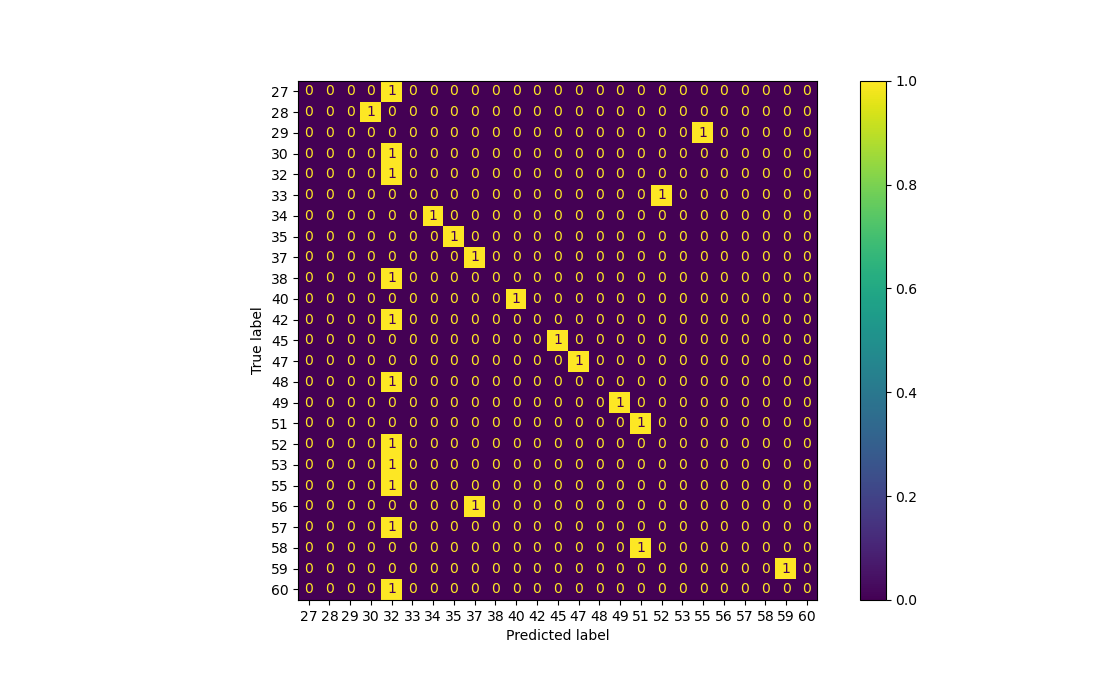 27 0 0 0 0 1 0 0 0 0 0 0 0 0 0 0 0 0 0 0 0 0 0 0 0 0
28 0 0 0 1 0 0 0 0 0 0 0 0 0 0 0 0 0 0 0 0 0 0 0 0 0
29 0 0 0 0 0 0 0 0 0 0 0 0 0 0 0 0 0 0 0 1 0 0 0 0 0
30 0 0 0 0 1 0 0 0 0 0 0 0 0 0 0 0 0 0 0 0 0 0 0 0 0
32 0 0 0 0 1 0 0 0 0 0 0 0 0 0 0 0 0 0 0 0 0 0 0 0 0
33 0 0 0 0 0 0 0 0 0 0 0 0 0 0 0 0 0 1 0 0 0 0 0 0 0
34 0 0 0 0 0 0 1 0 0 0 0 0 0 0 0 0 0 0 0 0 0 0 0 0 0
35 0 0 0 0 0 0 0 1 0 0 0 0 0 0 0 0 0 0 0 0 0 0 0 0 0
37 0 0 0 0 0 0 0 0 1 0 0 0 0 0 0 0 0 0 0 0 0 0 0 0 0
38 0 0 0 0 1 0 0 0 0 0 0 0 0 0 0 0 0 0 0 0 0 0 0 0 0
40 0 0 0 0 0 0 0 0 0 0 1 0 0 0 0 0 0 0 0 0 0 0 0 0 0
42 0 0 0 0 1 0 0 0 0 0 0 0 0 0 0 0 0 0 0 0 0 0 0 0 0
45 0 0 0 0 0 0 0 0 0 0 0 0 1 0 0 0 0 0 0 0 0 0 0 0 0
47 0 0 0 0 0 0 0 0 0 0 0 0 0 1 0 0 0 0 0 0 0 0 0 0 0
48 0 0 0 0 1 0 0 0 0 0 0 0 0 0 0 0 0 0 0 0 0 0 0 0 0
49 0 0 0 0 0 0 0 0 0 0 0 0 0 0 0 1 0 0 0 0 0 0 0 0 0
51 0 0 0 0 0 0 0 0 0 0 0 0 0 0 0 0 1 0 0 0 0 0 0 0 0
52 0 0 0 0 1 0 0 0 0 0 0 0 0 0 0 0 0 0 0 0 0 0 0 0 0
53 0 0 0 0 1 0 0 0 0 0 0 0 0 0 0 0 0 0 0 0 0 0 0 0 0
55 0 0 0 0 1 0 0 0 0 0 0 0 0 0 0 0 0 0 0 0 0 0 0 0 0
56 0 0 0 0 0 0 0 0 1 0 0 0 0 0 0 0 0 0 0 0 0 0 0 0 0
57 0 0 0 0 1 0 0 0 0 0 0 0 0 0 0 0 0 0 0 0 0 0 0 0 0
58 0 0 0 0 0 0 0 0 0 0 0 0 0 0 0 0 1 0 0 0 0 0 0 0 0
59 0 0 0 0 0 0 0 0 0 0 0 0 0 0 0 0 0 0 0 0 0 0 0 1 0
60 0 0 0 0 1 0 0 0 0 0 0 0 0 0 0 0 0 0 0 0 0 0 0 0 0
27 28 29 30 32 33 34 35 37 38 40 42 45 47 48 49 51 52 53 55 56 57 58 59 60
Predicted label
True label
1.0
0.8
0.6
0.4
0.2
0.0